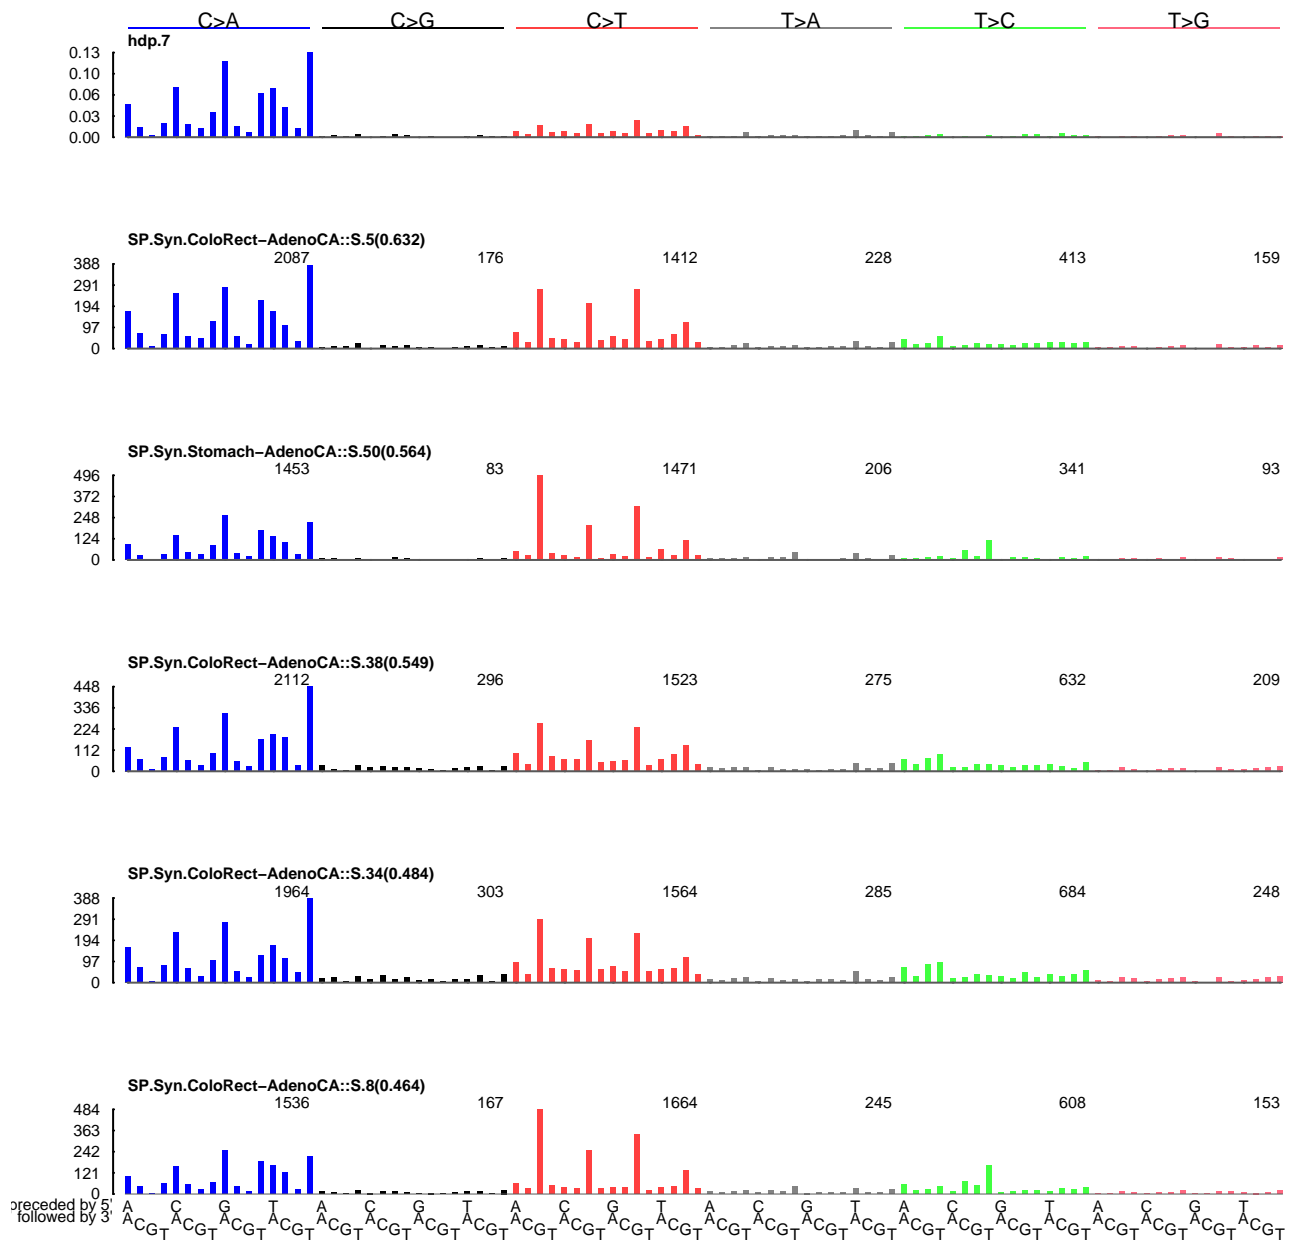 C>A C>G C>T T>A T>C T>G
hdp.7
0.13
0.10
0.06
0.03
0.00
SP.Syn.ColoRect−AdenoCA::S.5(0.632)
2087 176 1412 228 413 159
388
291
194
97
0
SP.Syn.Stomach−AdenoCA::S.50(0.564)
1453 83 1471 206 341 93
496
372
248
124
0
SP.Syn.ColoRect−AdenoCA::S.38(0.549)
2112 296 1523 275 632 209
448
336
224
112
0
SP.Syn.ColoRect−AdenoCA::S.34(0.484)
1964 303 1564 285 684 248
388
291
194
97
0
SP.Syn.ColoRect−AdenoCA::S.8(0.464)
1536 167 1664 245 608 153
484
363
242
121
0
preceded by 5' A C G T A C G T A C G T A C G T A C G T A C G T
followed by 3' A C G T A C G T A C G T A C G T A C G T A C G T A C G T A C G T A C G T A C G T A C G T A C G T A C G T A C G T A C G T A C G T A C G T A C G T A C G T A C G T A C G T A C G T A C G T A C G T